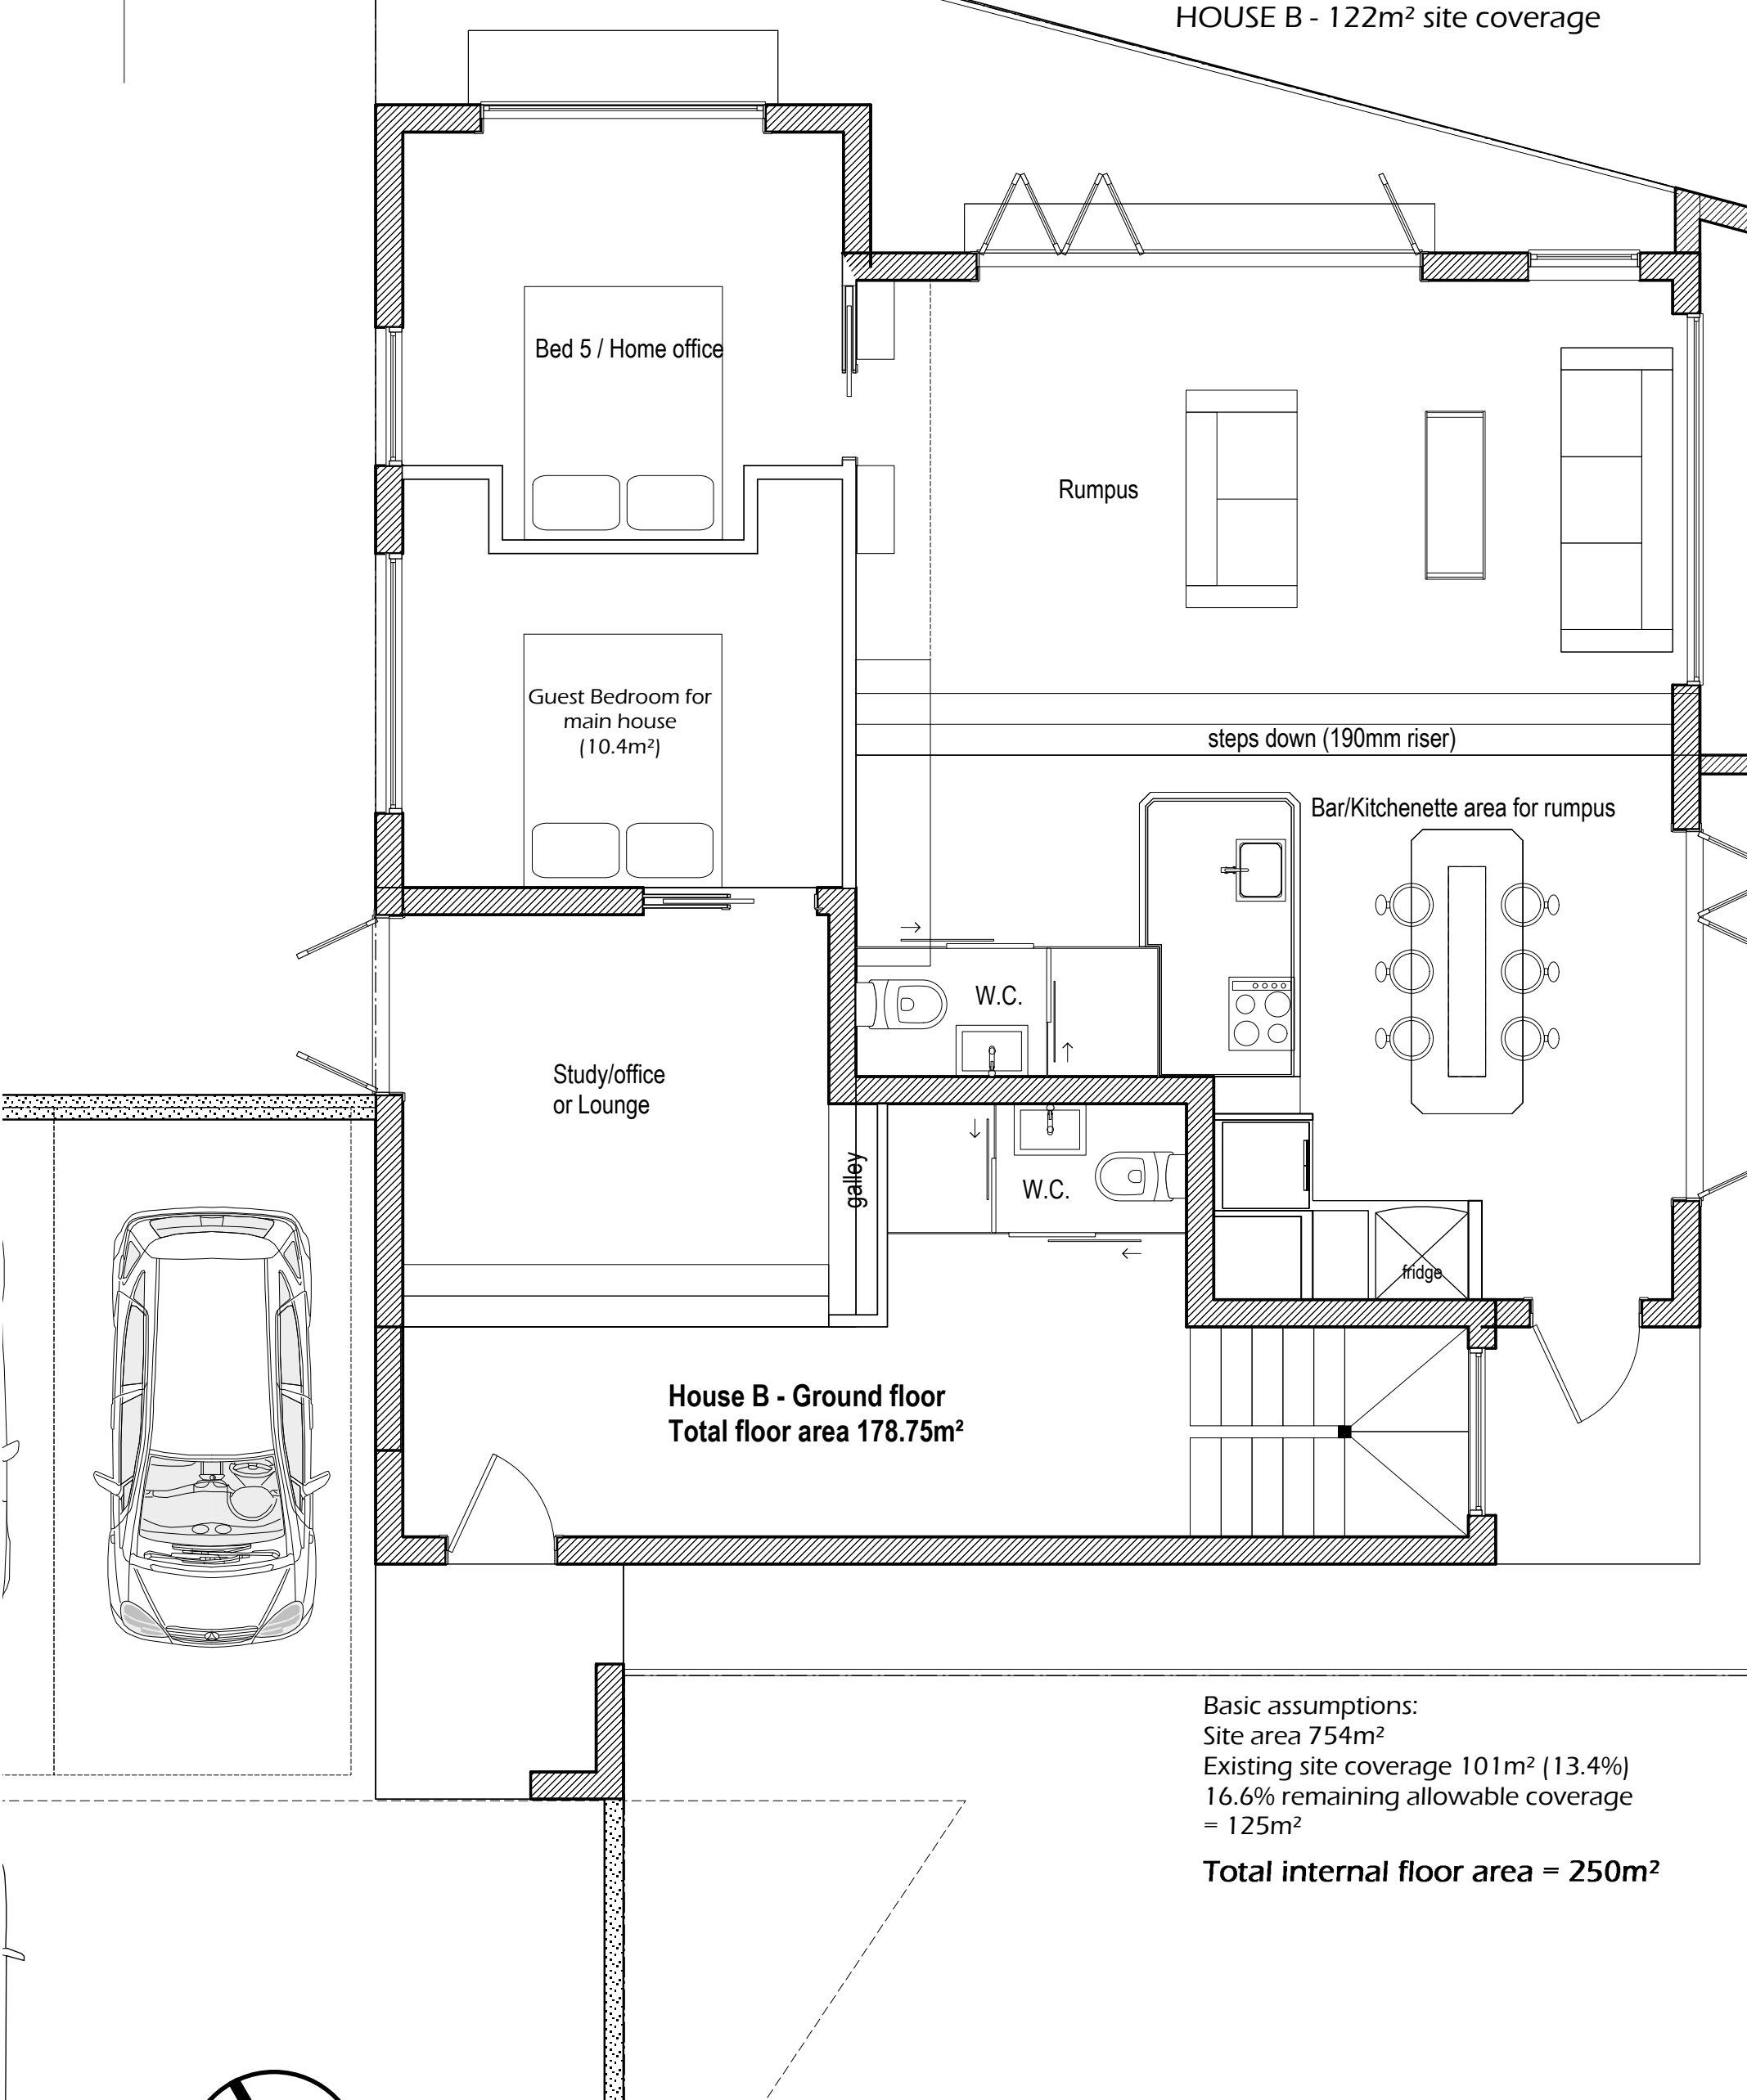 HOUSE B - 122m² site coverage
Bed 5 / Home office
Rumpus
Guest Bedroom for
main house
(10.4m²)
steps down (190mm riser)
Bar/Kitchenette area for rumpus
W.C.
Study/office
or Lounge
galley
W.C.
fridge
House B - Ground floor
Total floor area 178.75m²
Basic assumptions:
Site area 754m²
Existing site coverage 101m² (13.4%)
16.6% remaining allowable coverage
= 125m²
Total internal floor area = 250m²